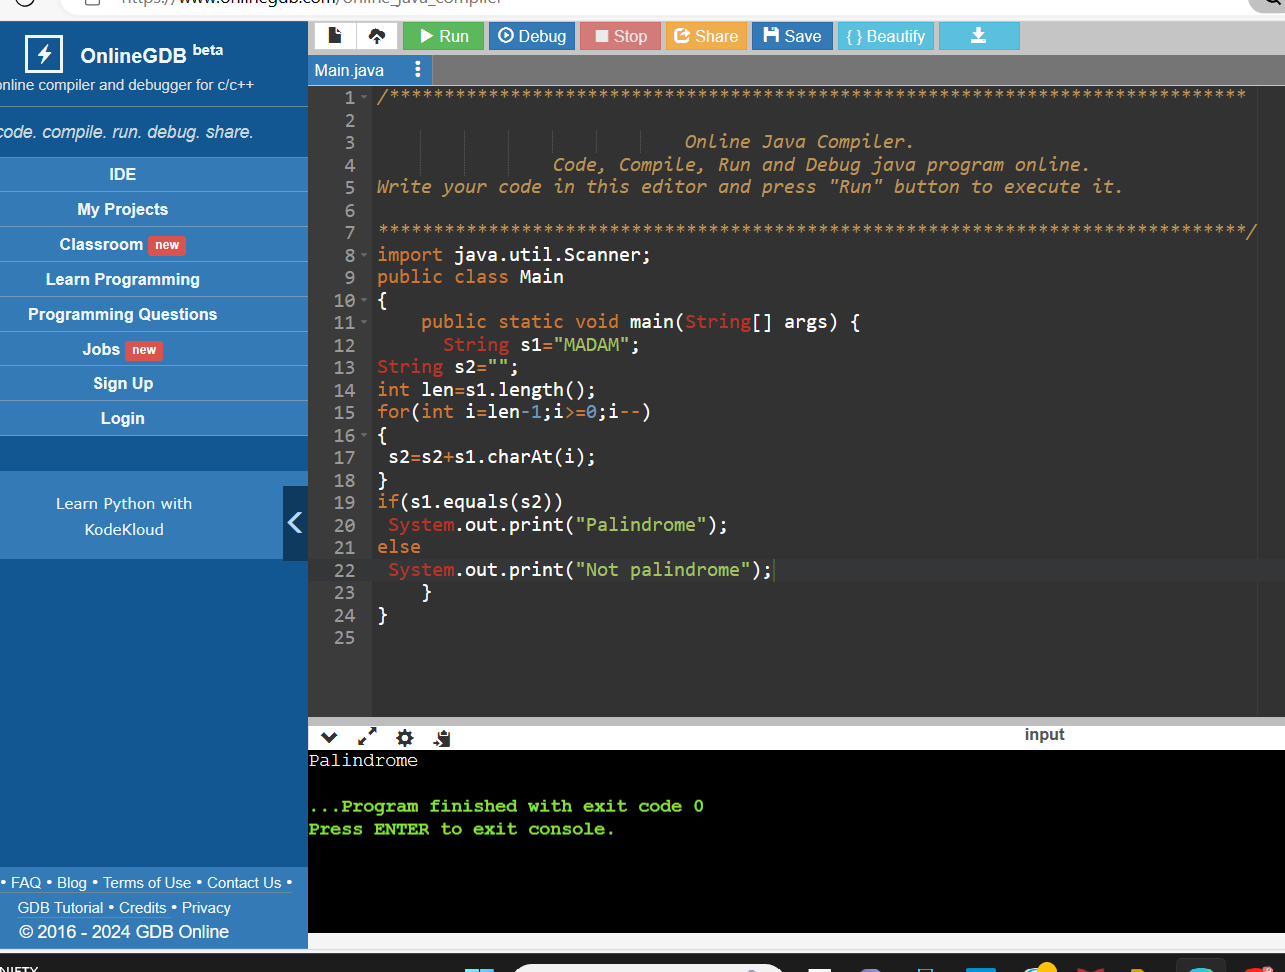 https://www.onlinegdb.com/online_java_compiler
OnlineGDB beta
online compiler and debugger for c/c++
code. compile. run. debug. share.
IDE
My Projects
Classroom new
Learn Programming
Programming Questions
Jobs new
Sign Up
Login
Learn Python with
KodeKloud
• FAQ • Blog • Terms of Use • Contact Us •
GDB Tutorial • Credits • Privacy
© 2016 - 2024 GDB Online
Run Debug Stop Share Save { } Beautify
Main.java
1 /******************************************************************************
2
3 Online Java Compiler.
4 Code, Compile, Run and Debug java program online.
5 Write your code in this editor and press "Run" button to execute it.
6
7 *******************************************************************************/
8 import java.util.Scanner;
9 public class Main
10 {
11 public static void main(String[] args) {
12 String s1="MADAM";
13 String s2="";
14 int len=s1.length();
15 for(int i=len-1;i>=0;i--)
16 {
17 s2=s2+s1.charAt(i);
18 }
19 if(s1.equals(s2))
20 System.out.print("Palindrome");
21 else
22 System.out.print("Not palindrome");
23 }
24 }
25
input
Palindrome
...Program finished with exit code 0
Press ENTER to exit console.
NIFTY